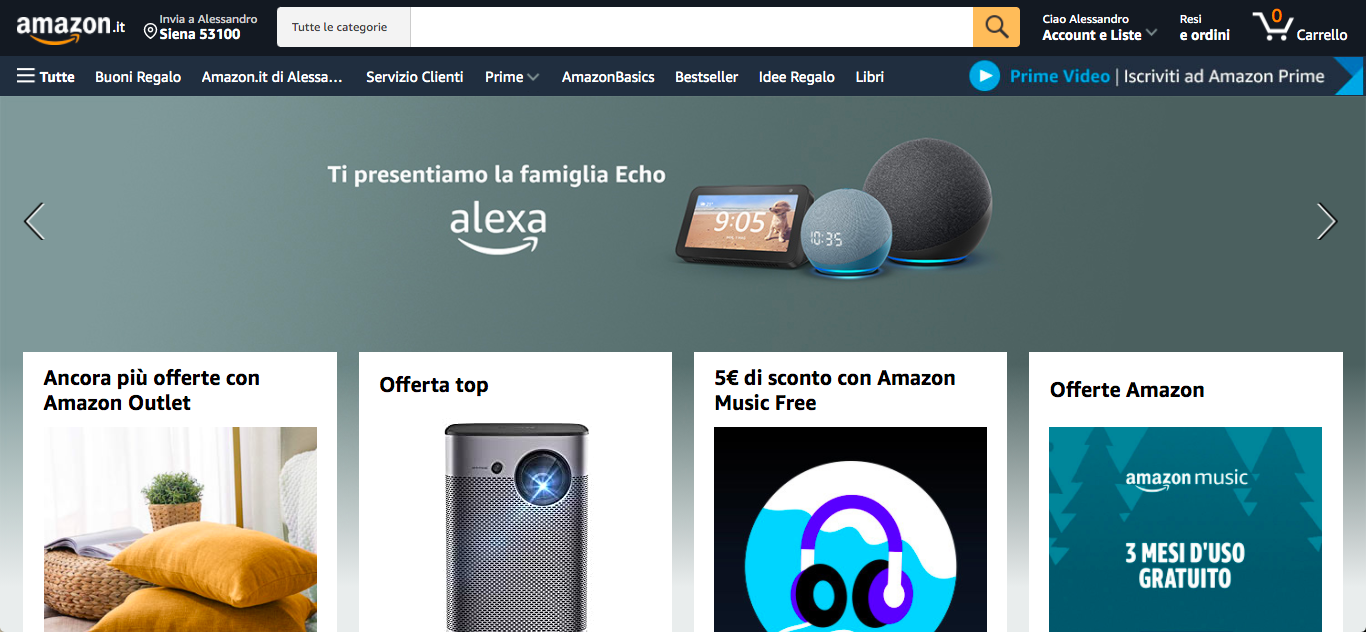 amazon.it
Invia a Alessandro
Siena 53100
Tutte le categorie
Ciao Alessandro
Account e Liste
Resi
e ordini
0
Carrello
Tutte
Buoni Regalo
Amazon.it di Alessa...
Servizio Clienti
Prime
AmazonBasics
Bestseller
Idee Regalo
Libri
Prime Video | Iscriviti ad Amazon Prime
Ti presentiamo la famiglia Echo
alexa
9:05
10:35
Ancora più offerte con
Amazon Outlet
Offerta top
5€ di sconto con Amazon
Music Free
Offerte Amazon
amazon music
3 MESI D'USO
GRATUITO